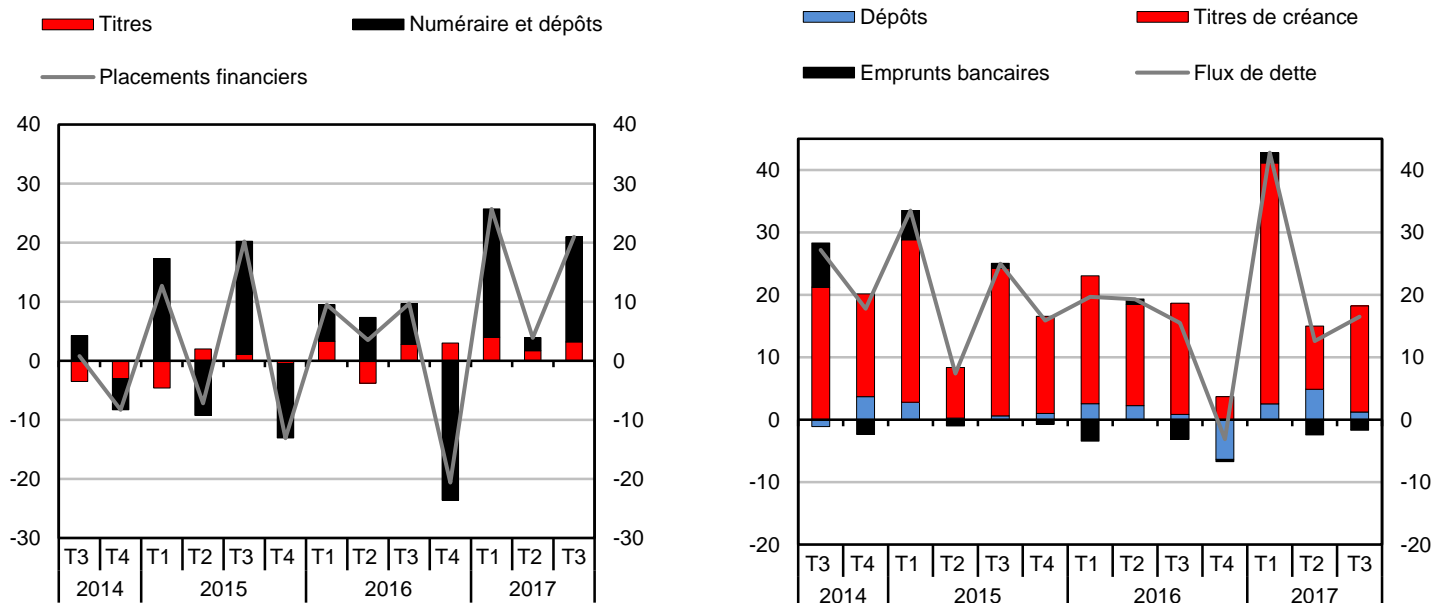 Titres
Numéraire et dépôts
Placements financiers
40 40
30 30
20 20
10 10
0 0
-10 -10
-20 -20
-30 -30
T3 T4 T1 T2 T3 T4 T1 T2 T3 T4 T1 T2 T3
2014 2015 2016 2017
Dépôts
Titres de créance
Emprunts bancaires
Flux de dette
40 40
30 30
20 20
10 10
0 0
-10 -10
-20 -20
T3 T4 T1 T2 T3 T4 T1 T2 T3 T4 T1 T2 T3
2014 2015 2016 2017